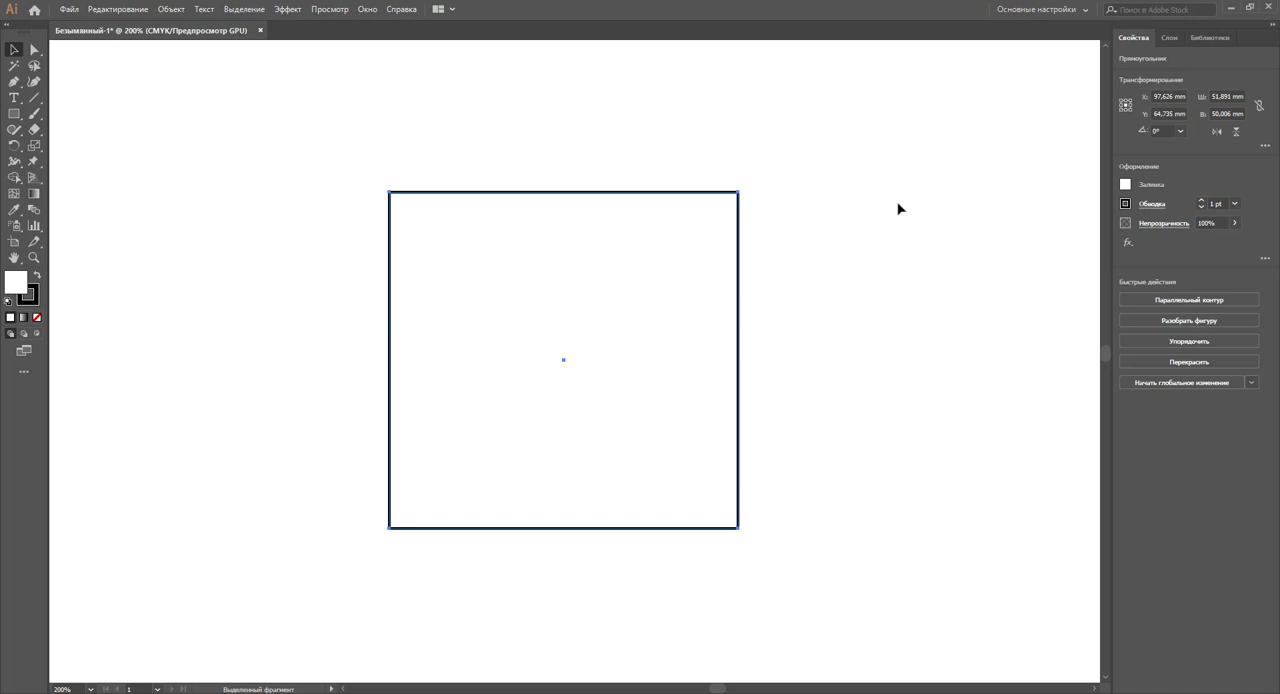 Ai Файл Редактирование Объект Текст Выделение Эффект Просмотр Окно Справка Основные настройки Поиск в Adobe Stock
Безымянный-1* @ 200% (CMYK/Предпросмотр GPU) ×
Свойства Слои Библиотеки
Прямоугольник
Трансформирование
X: 97,626 mm Ш: 51,891 mm
Y: 64,735 mm В: 50,006 mm
0°
Оформление
Заливка
Обводка 1 pt
Непрозрачность 100%
fx.
Быстрые действия
Параллельный контур
Разобрать фигуру
Упорядочить
Перекрасить
Начать глобальное изменение
200% 1 Выделенный фрагмент